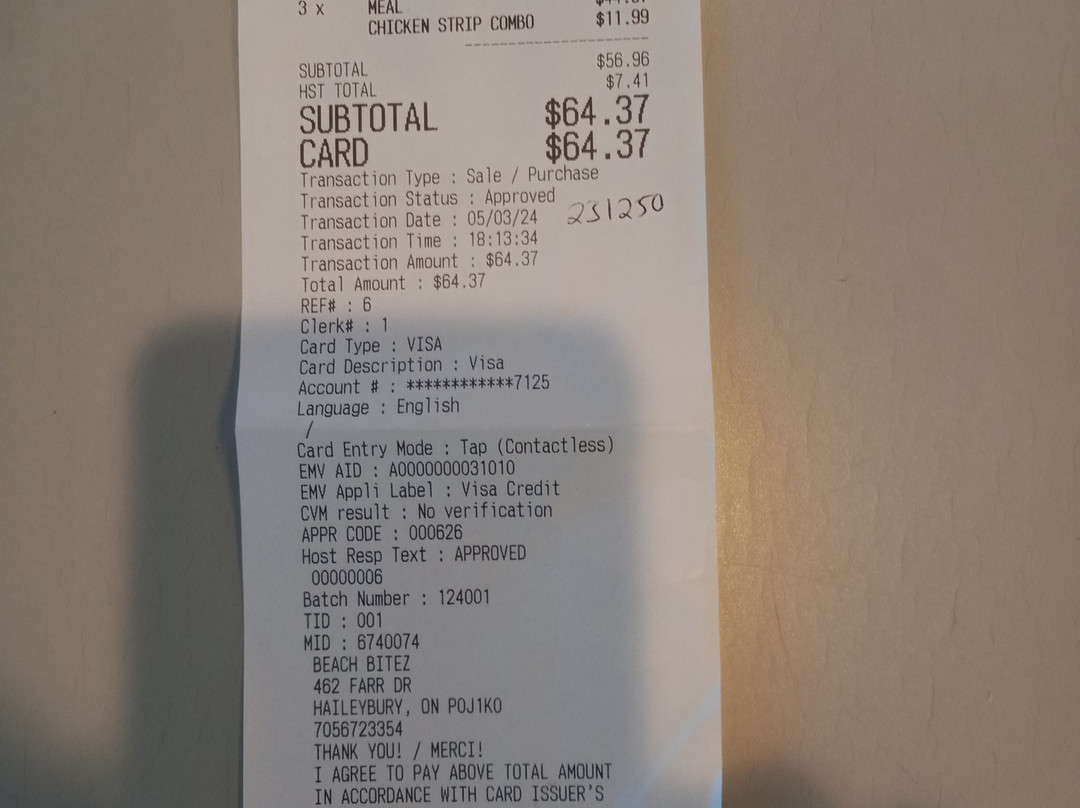 3 x MEAL
CHICKEN STRIP COMBO $11.99
SUBTOTAL $56.96
HST TOTAL $7.41
SUBTOTAL $64.37
CARD $64.37
Transaction Type : Sale / Purchase
Transaction Status : Approved
Transaction Date : 05/03/24 231250
Transaction Time : 18:13:34
Transaction Amount : $64.37
Total Amount : $64.37
REF# : 6
Clerk# : 1
Card Type : VISA
Card Description : Visa
Account # : ************7125
Language : English
/
Card Entry Mode : Tap (Contactless)
EMV AID : A0000000031010
EMV Appli Label : Visa Credit
CVM result : No verification
APPR CODE : 000626
Host Resp Text : APPROVED
00000006
Batch Number : 124001
TID : 001
MID : 6740074
BEACH BITEZ
462 FARR DR
HAILEYBURY, ON POJ1KO
7056723354
THANK YOU! / MERCI!
I AGREE TO PAY ABOVE TOTAL AMOUNT
IN ACCORDANCE WITH CARD ISSUER'S